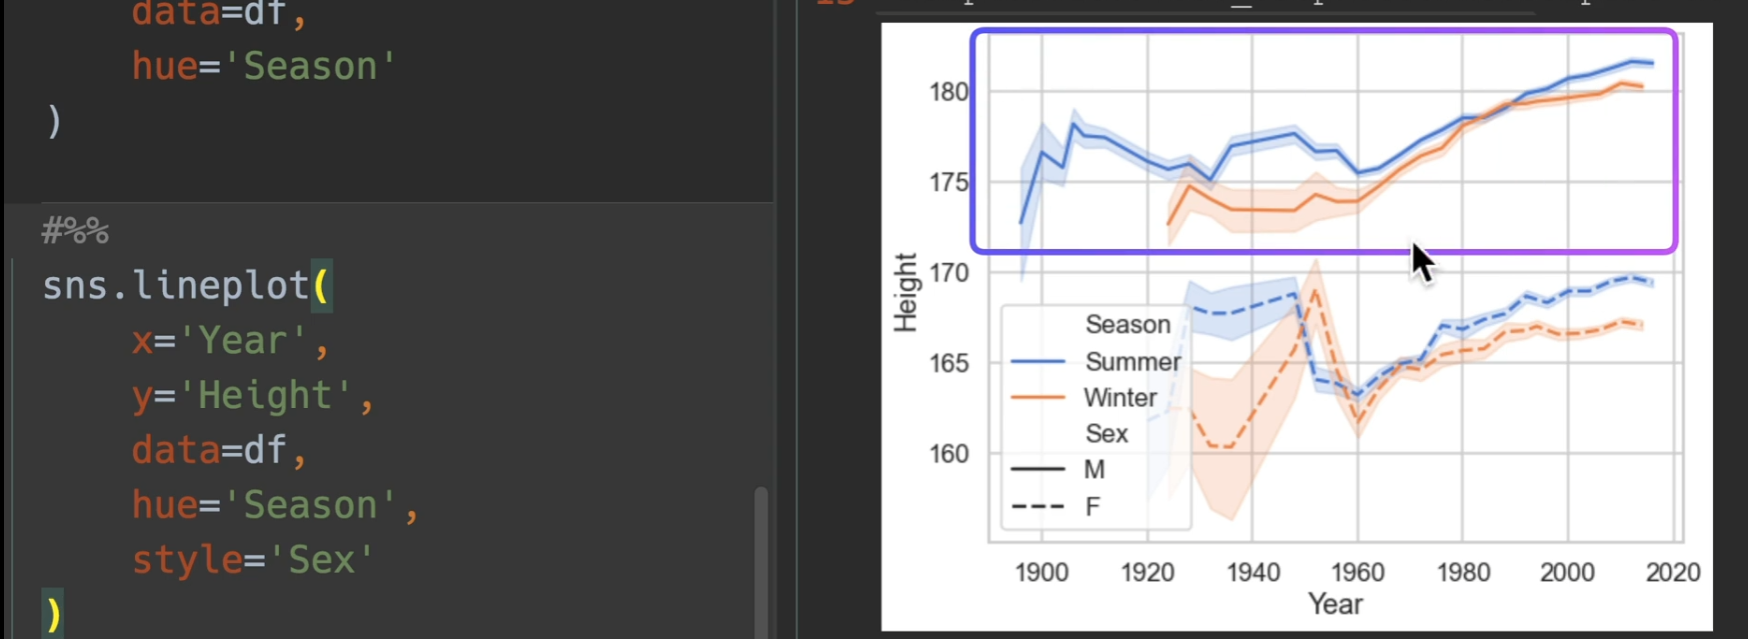 data=df,
hue='Season'
)
#%%
sns.lineplot(
x='Year',
y='Height',
data=df,
hue='Season',
style='Sex'
)
180
175
170
165
160
Height
Season
Summer
Winter
Sex
M
F
1900 1920 1940 1960 1980 2000 2020
Year